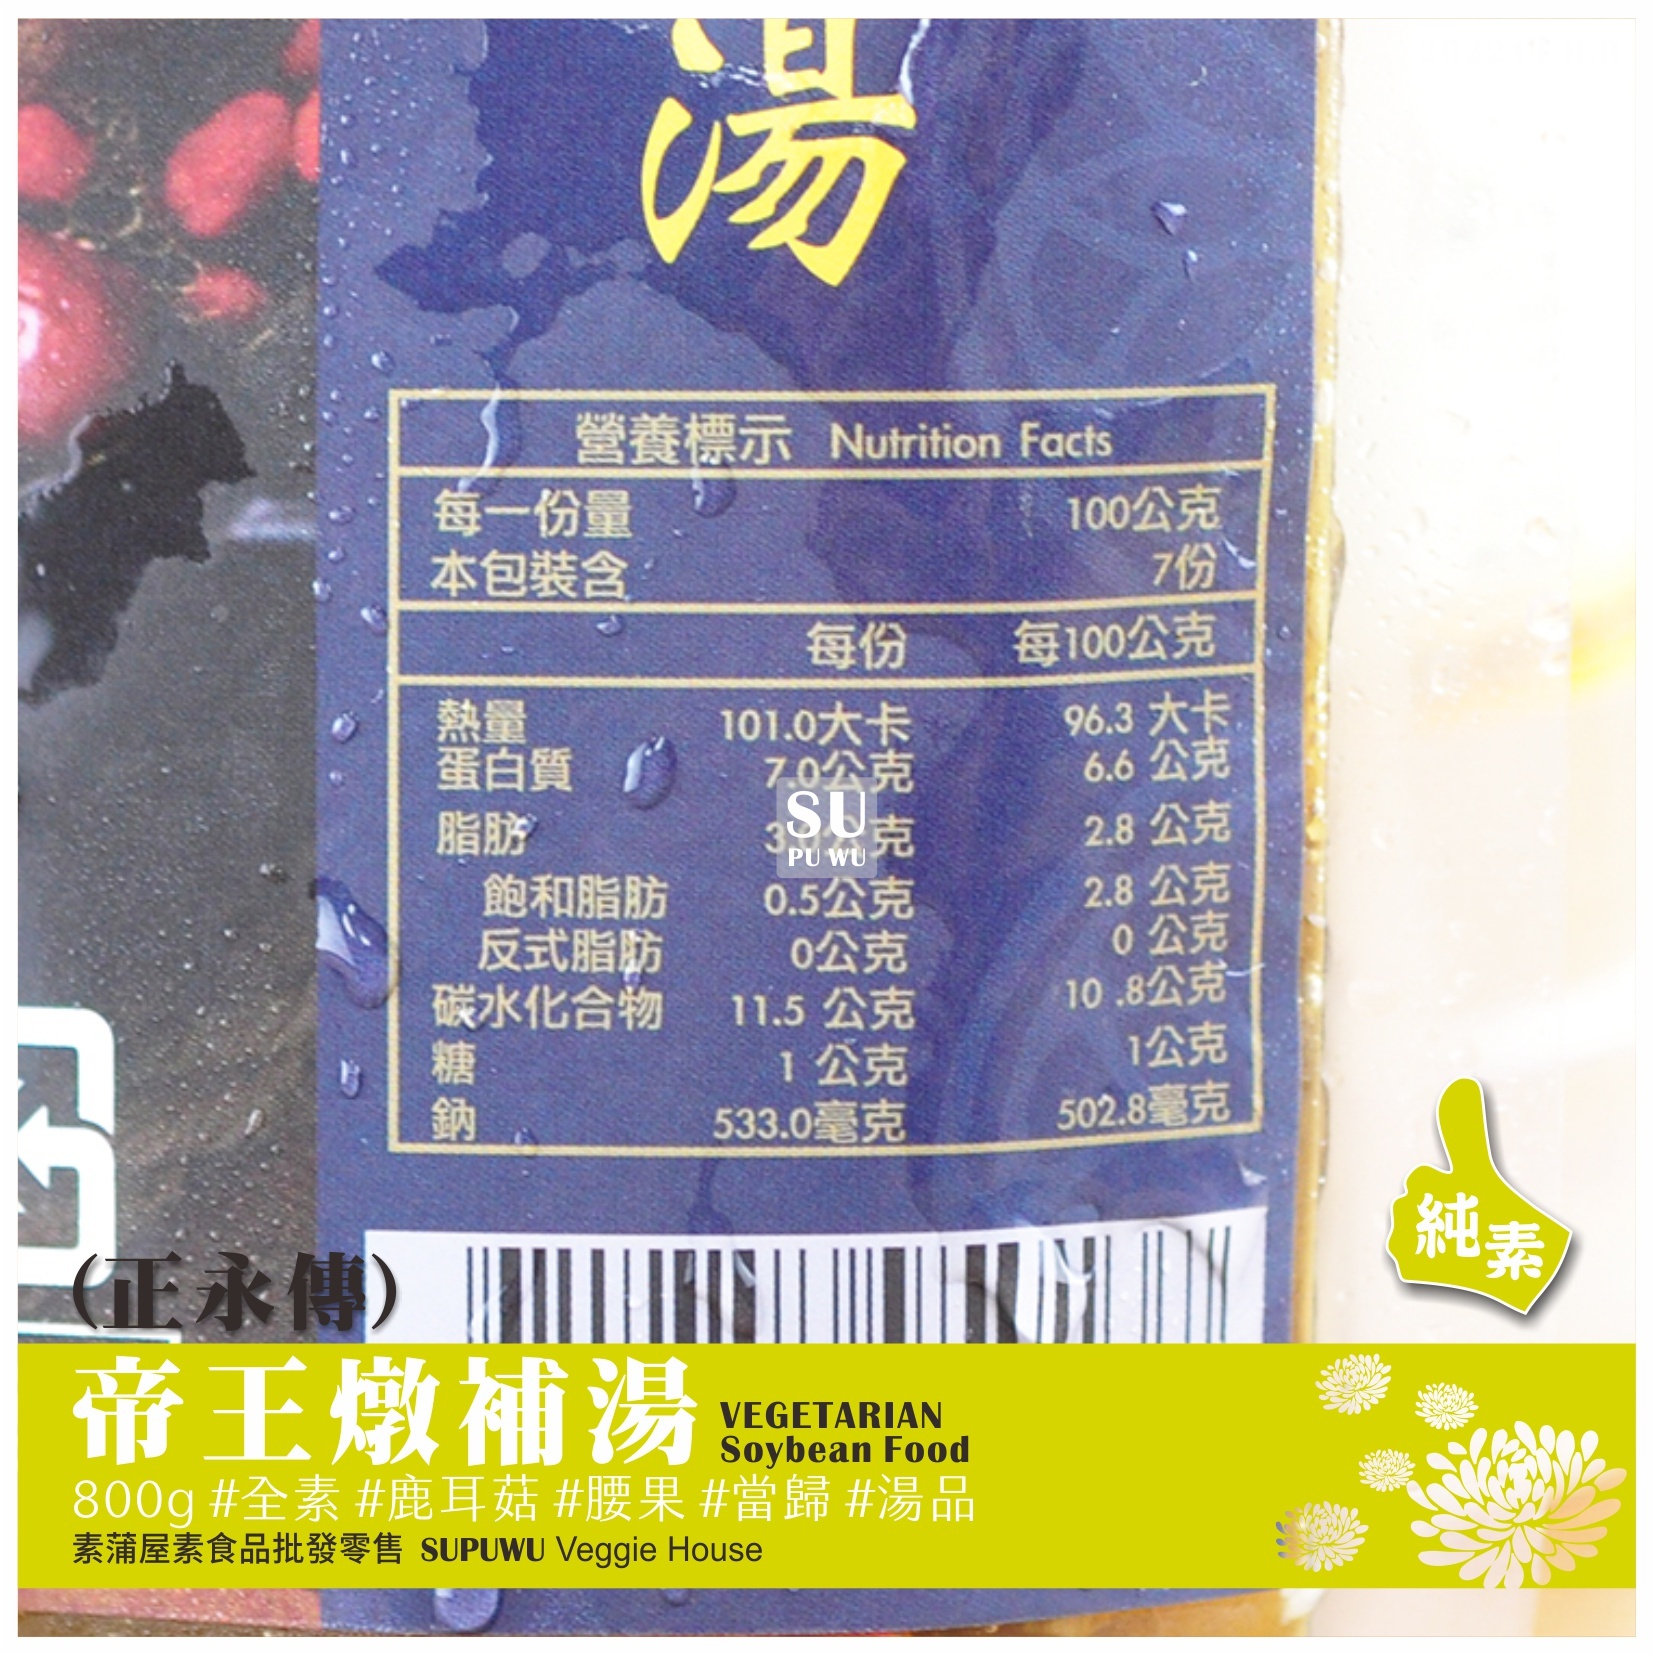 湯
營養標示 Nutrition Facts
每一份量 100公克
本包裝含 7份
每份 每100公克
熱量 101.0大卡 96.3 大卡
蛋白質 7.0公克 6.6 公克
脂肪 公克 2.8 公克
SU
PU WU
飽和脂肪 0.5公克 2.8 公克
反式脂肪 0公克 0 公克
碳水化合物 11.5 公克 10 .8公克
糖 1 公克 1公克
鈉 533.0毫克 502.8毫克
純素
(正永傳)
帝王燉補湯 VEGETARIAN
Soybean Food
800g #全素 #鹿耳菇 #腰果 #當歸 #湯品
素蒲屋素食品批發零售 SUPUWU Veggie House